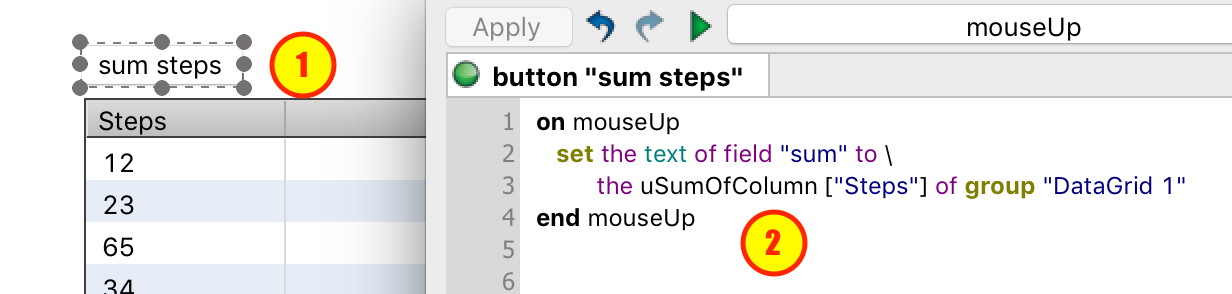 Apply
mouseUp
sum steps
1
button "sum steps"
Steps
12
23
65
34
1 on mouseUp
2 set the text of field "sum" to \
3 the uSumOfColumn ["Steps"] of group "DataGrid 1"
4 end mouseUp
5
6
2